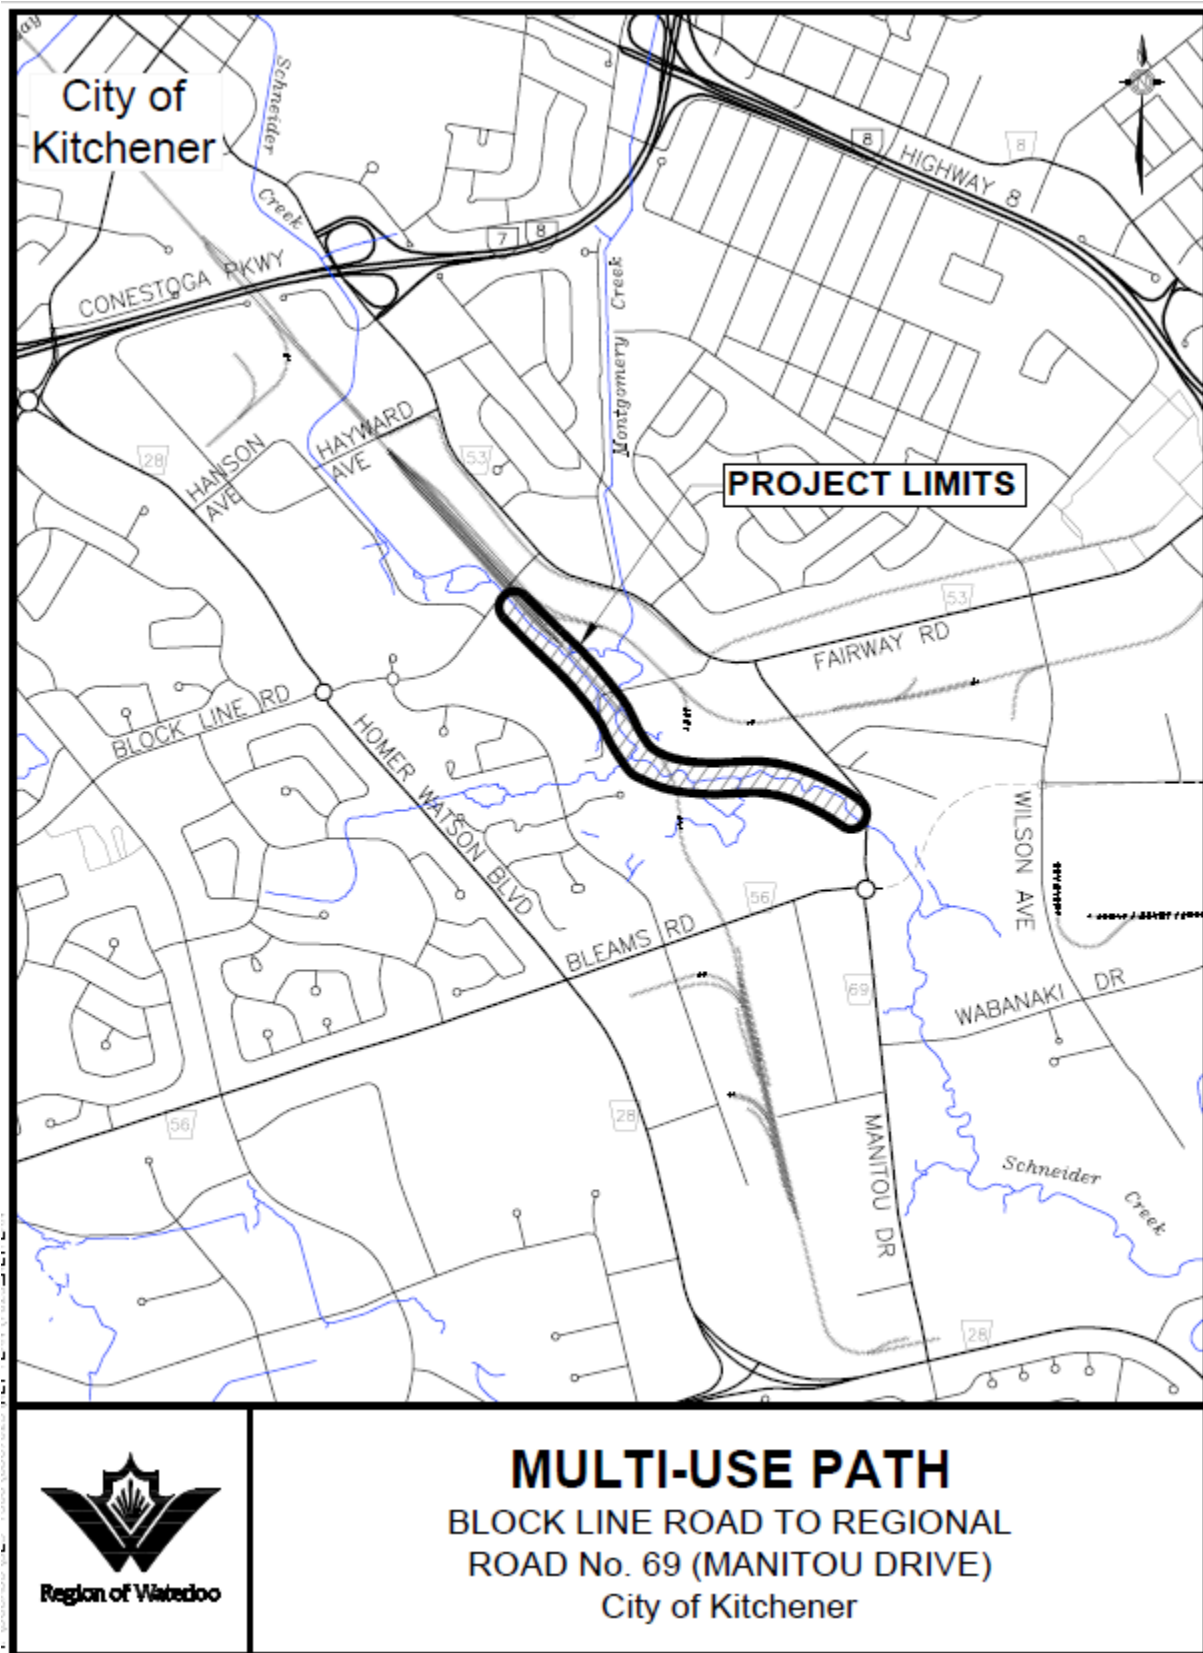 City of
Kitchener
Schneider
Creek
8
HIGHWAY 8
8
7
8
CONESTOGA PKWY
Montgomery Creek
HAYWARD
AVE
HANSON
AVE
28
53
PROJECT LIMITS
53
FAIRWAY RD
BLOCK LINE RD
HOMER WATSON BLVD
WILSON AVE
56
BLEAMS RD
69
WABANAKI DR
56
28
MANITOU DR
Schneider
Creek
28
Region of Waterloo
MULTI-USE PATH
BLOCK LINE ROAD TO REGIONAL
ROAD No. 69 (MANITOU DRIVE)
City of Kitchener